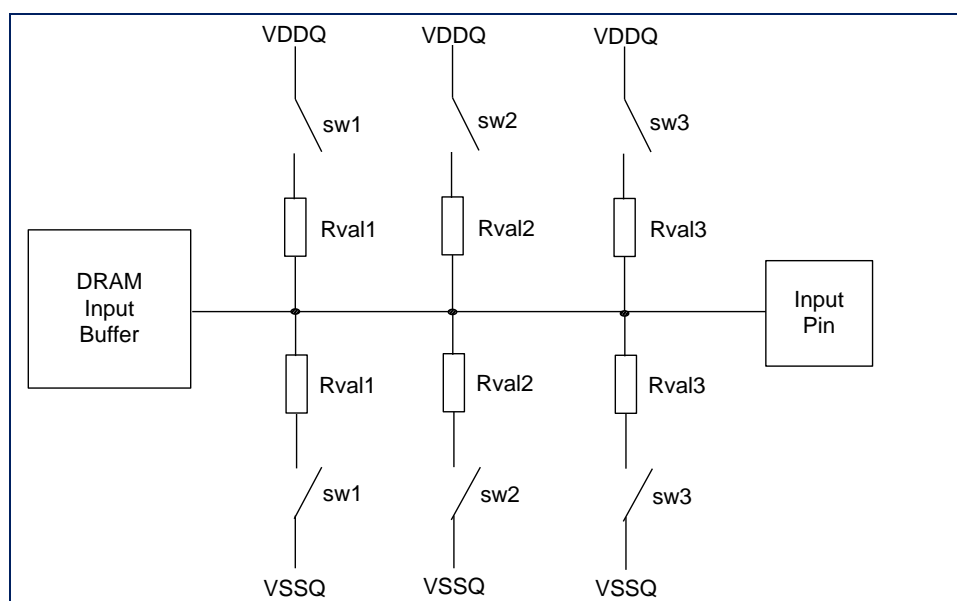 VDDQ VDDQ VDDQ
sw1 sw2 sw3
Rval1 Rval2 Rval3
DRAM
Input
Buffer
Input
Pin
Rval1 Rval2 Rval3
sw1 sw2 sw3
VSSQ VSSQ VSSQ